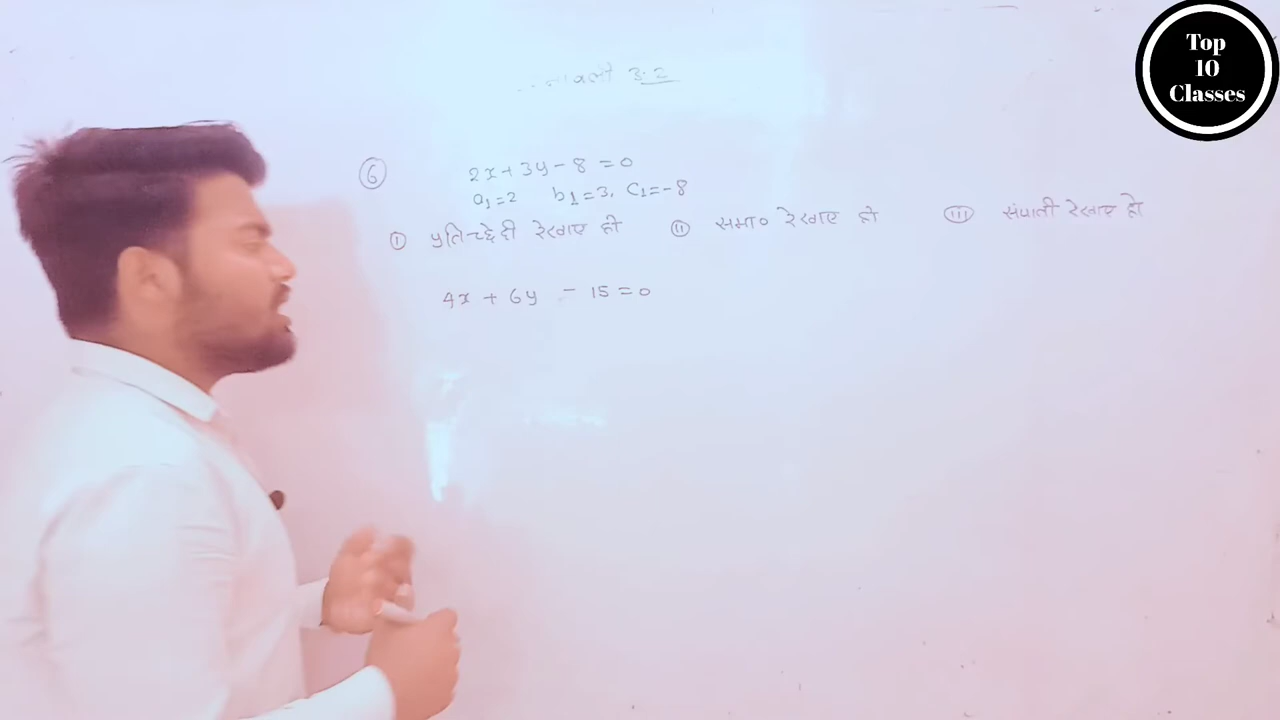 Top
10
Classes
3.2
6 2x + 3y - 8 = 0
a1=2 b1=3, c1=-8
I प्रतिच्छेदी रेखाए हो II समा० रेखाए हो III संपाती रेखाए हो
4x + 6y - 15 = 0